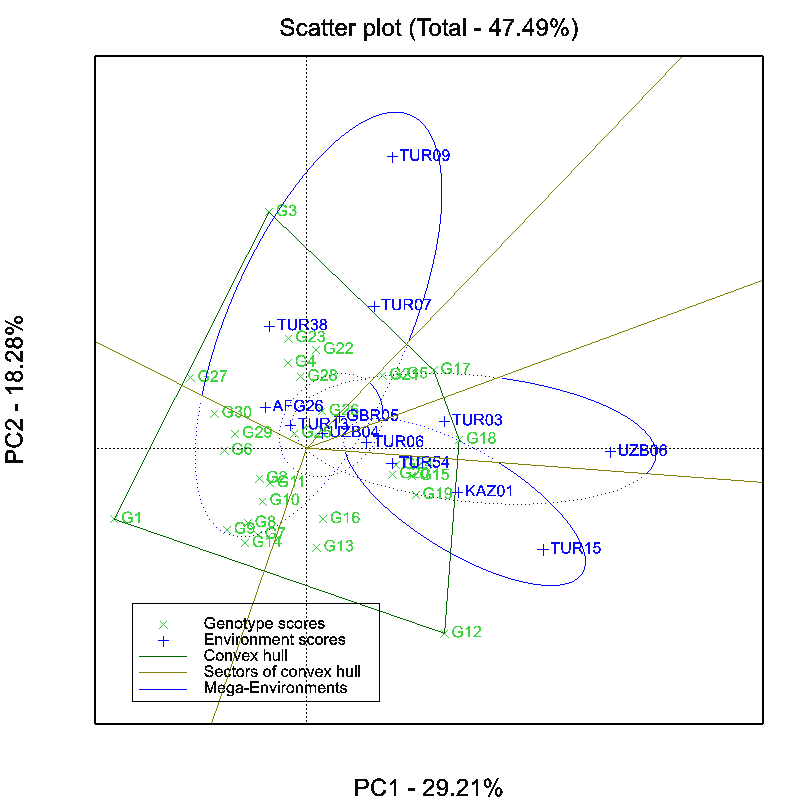 Scatter plot (Total - 47.49%)
TUR09
G3
TUR07
TUR38
G23
G22
G4
G17
G27
G28
G21
G5
AFG26
G26
G30
GBR05
TUR03
TUR13
G29
UZB04
G18
TUR06
G6
UZB06
TUR54
G2
G20
G15
G11
KAZ01
G19
G10
G1
G16
G8
G9
G7
G14
G13
TUR15
G12
Genotype scores
Environment scores
Convex hull
Sectors of convex hull
Mega-Environments
PC2 - 18.28%
PC1 - 29.21%